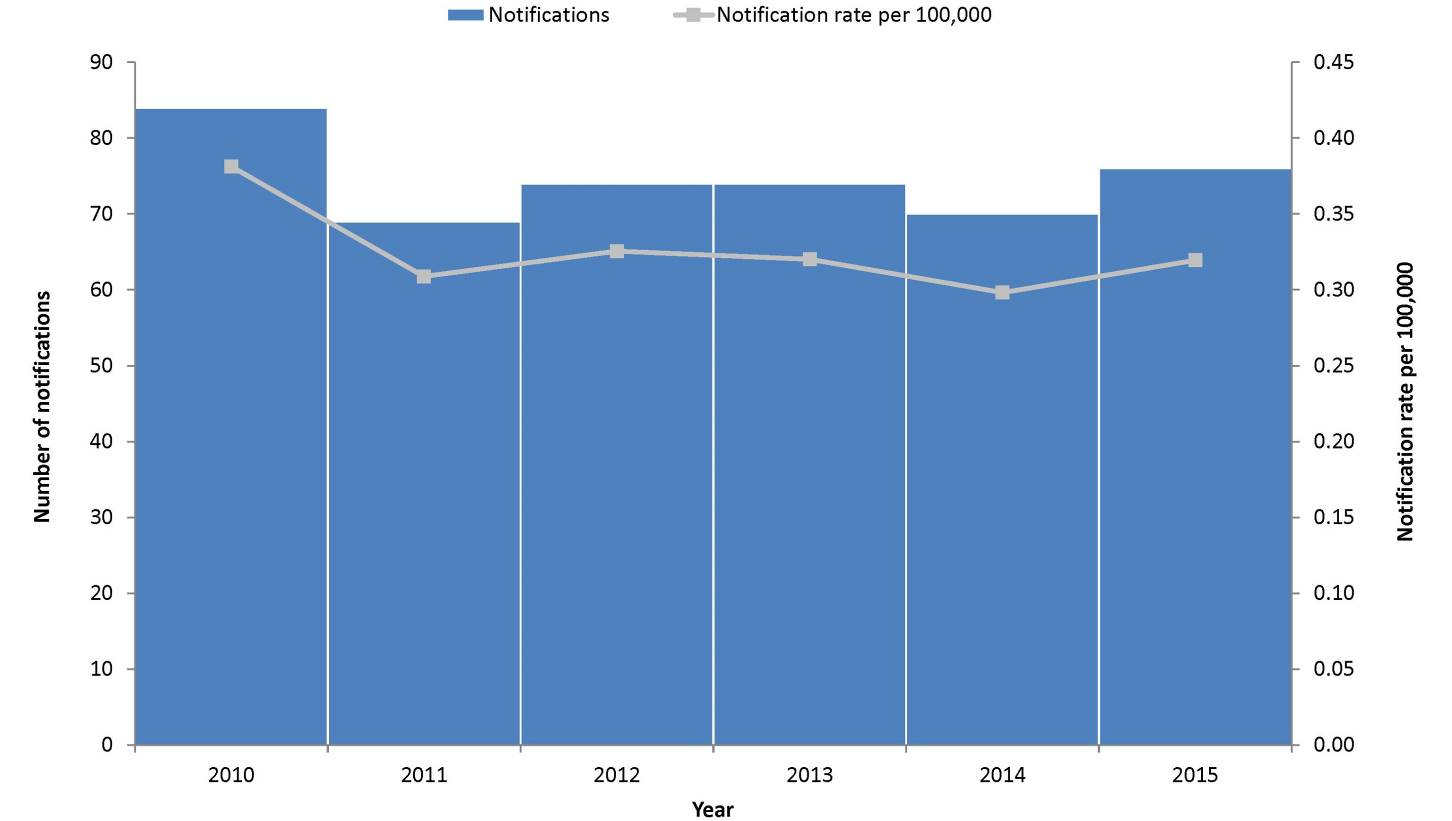 Notifications Notification rate per 100,000
90 0.45
80 0.40
70 0.35
60 0.30
50 0.25
40 0.20
30 0.15
20 0.10
10 0.05
0 0.00
Number of notifications
Notification rate per 100,000
2010 2011 2012 2013 2014 2015
Year